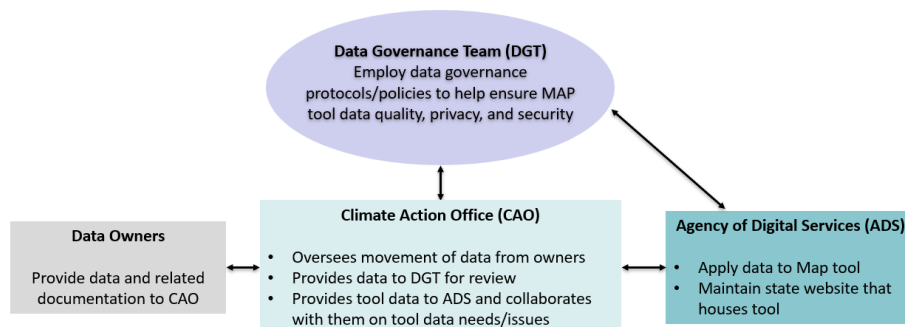 Data Governance Team (DGT)
Employ data governance
protocols/policies to help ensure MAP
tool data quality, privacy, and security
Data Owners
Provide data and related
documentation to CAO
Climate Action Office (CAO)
• Oversees movement of data from owners
• Provides data to DGT for review
• Provides tool data to ADS and collaborates
with them on tool data needs/issues
Agency of Digital Services (ADS)
• Apply data to Map tool
• Maintain state website that
houses tool